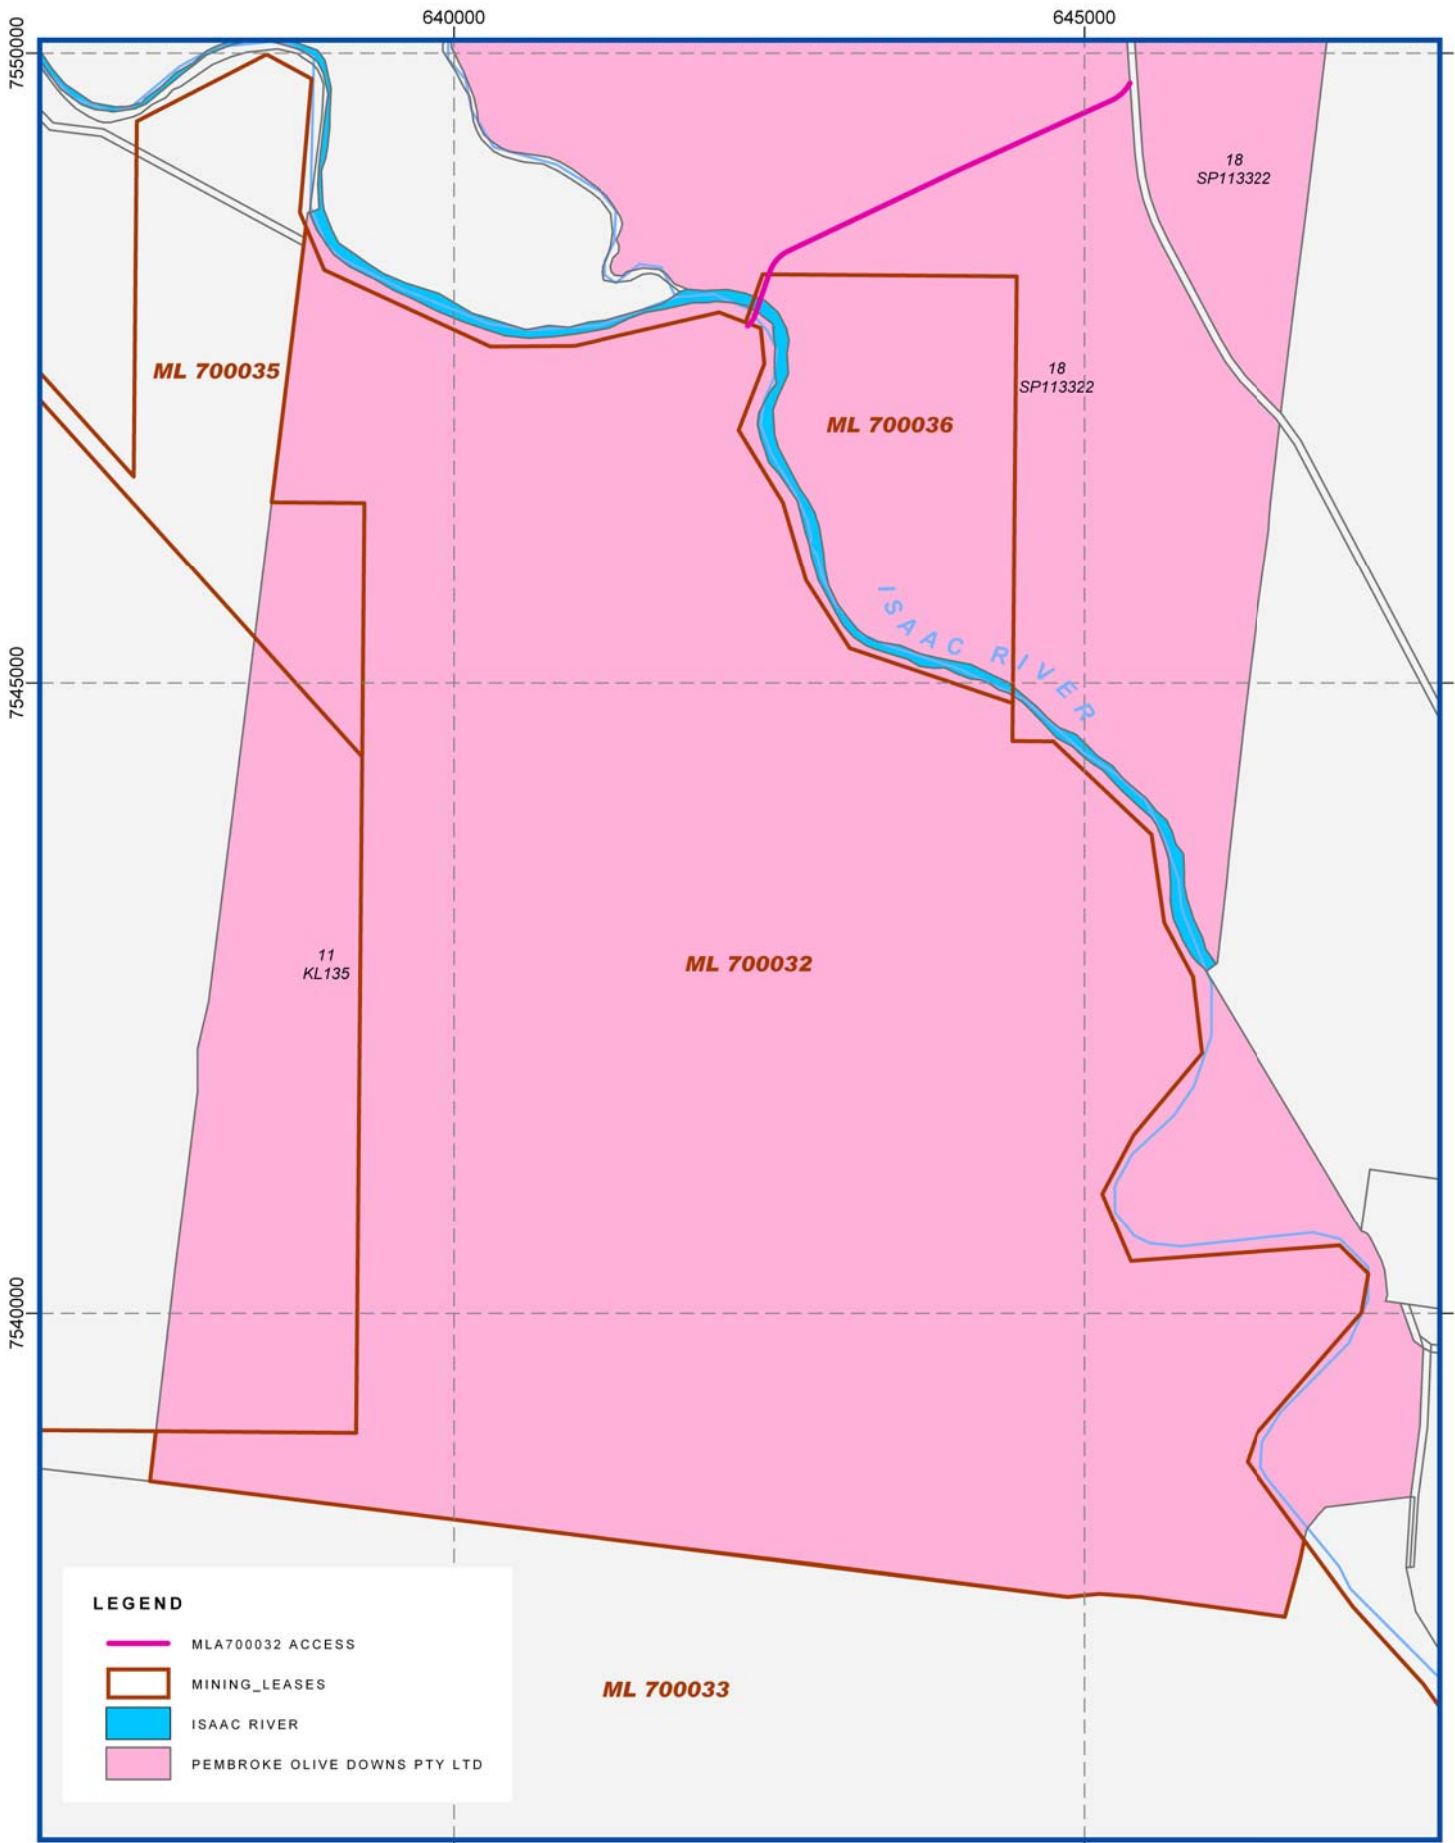 640000
645000
7550000
18
SP113322
ML 700035
18
SP113322
ML 700036
ISAAC RIVER
7545000
11
KL135
ML 700032
7540000
LEGEND
MLA700032 ACCESS
MINING_LEASES
ISAAC RIVER
PEMBROKE OLIVE DOWNS PTY LTD
ML 700033